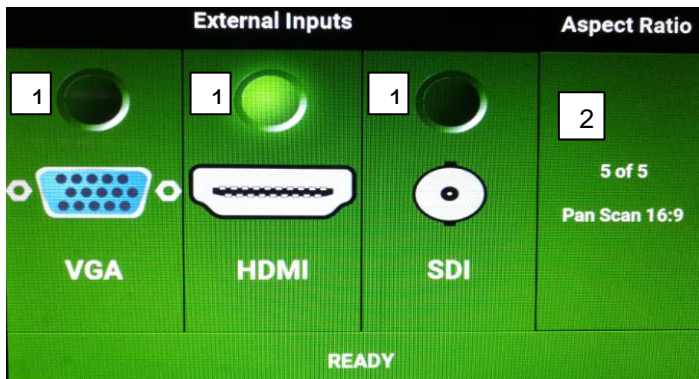 External Inputs
Aspect Ratio
1
1
1
2
5 of 5
Pan Scan 16:9
VGA
HDMI
SDI
READY